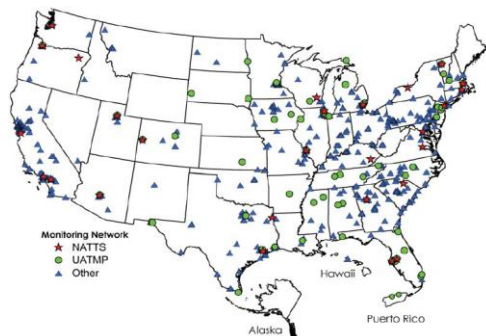 Monitoring Network
NATTS
UATMP
Other
Hawaii
Puerto Rico
Alaska